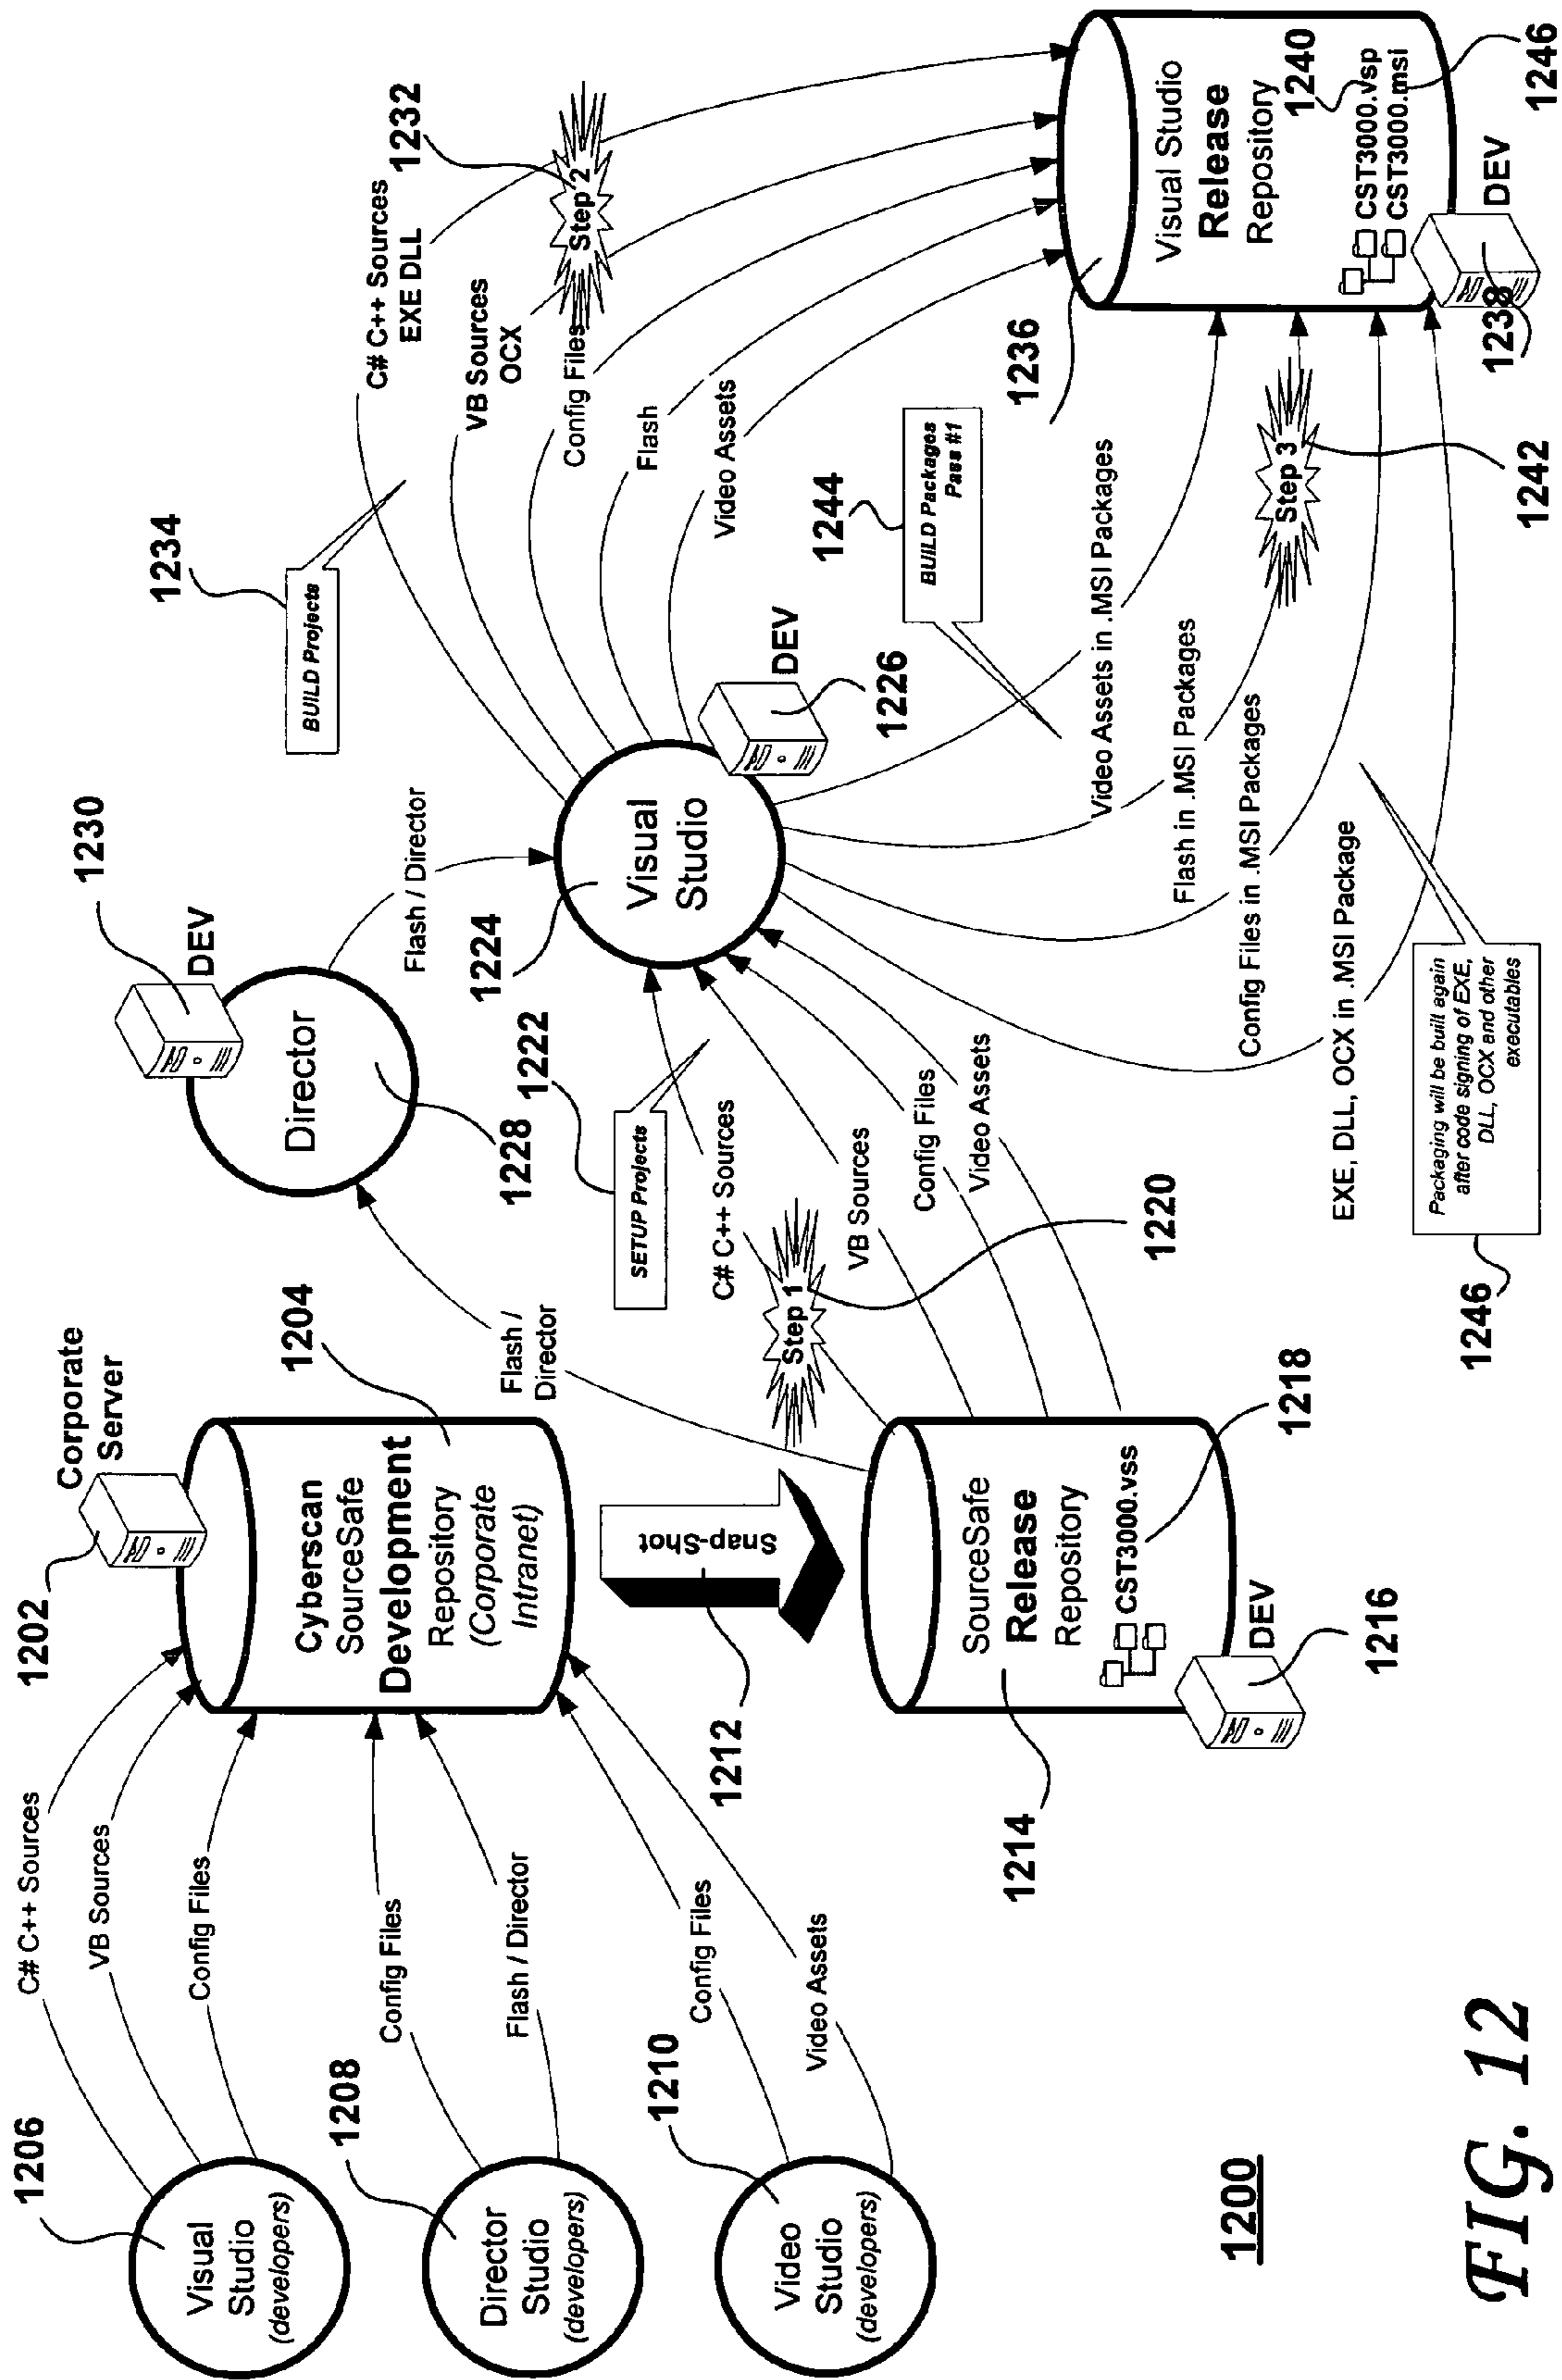 1206
Visual
Studio
(developers)
1208
Director
Studio
(developers)
1210
Video
Studio
(developers)
C# C++ Sources
VB Sources
Config Files
Config Files
Flash / Director
Config Files
Video Assets
1202
Corporate
Server
1204
Cyberscan
SourceSafe
Development
Repository
(Corporate
Intranet)
1212
Snap-Shot
1214
SourceSafe
Release
Repository
CST3000.vss
1218
DEV
1216
Flash /
Director
1230
DEV
Director
1228
Flash / Director
1222
SETUP Projects
C# C++ Sources
Step 1
1220
VB Sources
Config Files
Video Assets
1224
Visual
Studio
DEV
1226
1234
BUILD Projects
C# C++ Sources
EXE DLL
1232
VB Sources
OCX
Step 2
Config Files
Flash
Video Assets
1244
BUILD Packages
Pass #1
Video Assets in .MSI Packages
Flash in .MSI Packages
Config Files in .MSI Packages
EXE, DLL, OCX in .MSI Package
Step 3
1242
1246
Packaging will be built again
after code signing of EXE,
DLL, OCX and other
executables
1236
Visual Studio
Release
Repository
1240
CST3000.vsp
CST3000.msi
1246
DEV
1238
1200
FIG. 12